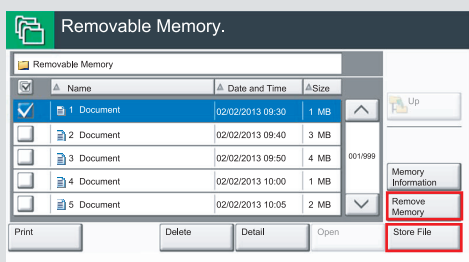 Removable Memory.
Removable Memory
Name Date and Time Size
1 Document 02/02/2013 09:30 1 MB
2 Document 02/02/2013 09:40 3 MB
3 Document 02/02/2013 09:50 4 MB
4 Document 02/02/2013 10:00 1 MB
5 Document 02/02/2013 10:05 2 MB
001/999
Up
Memory
Information
Remove
Memory
Print Delete Detail Open Store File